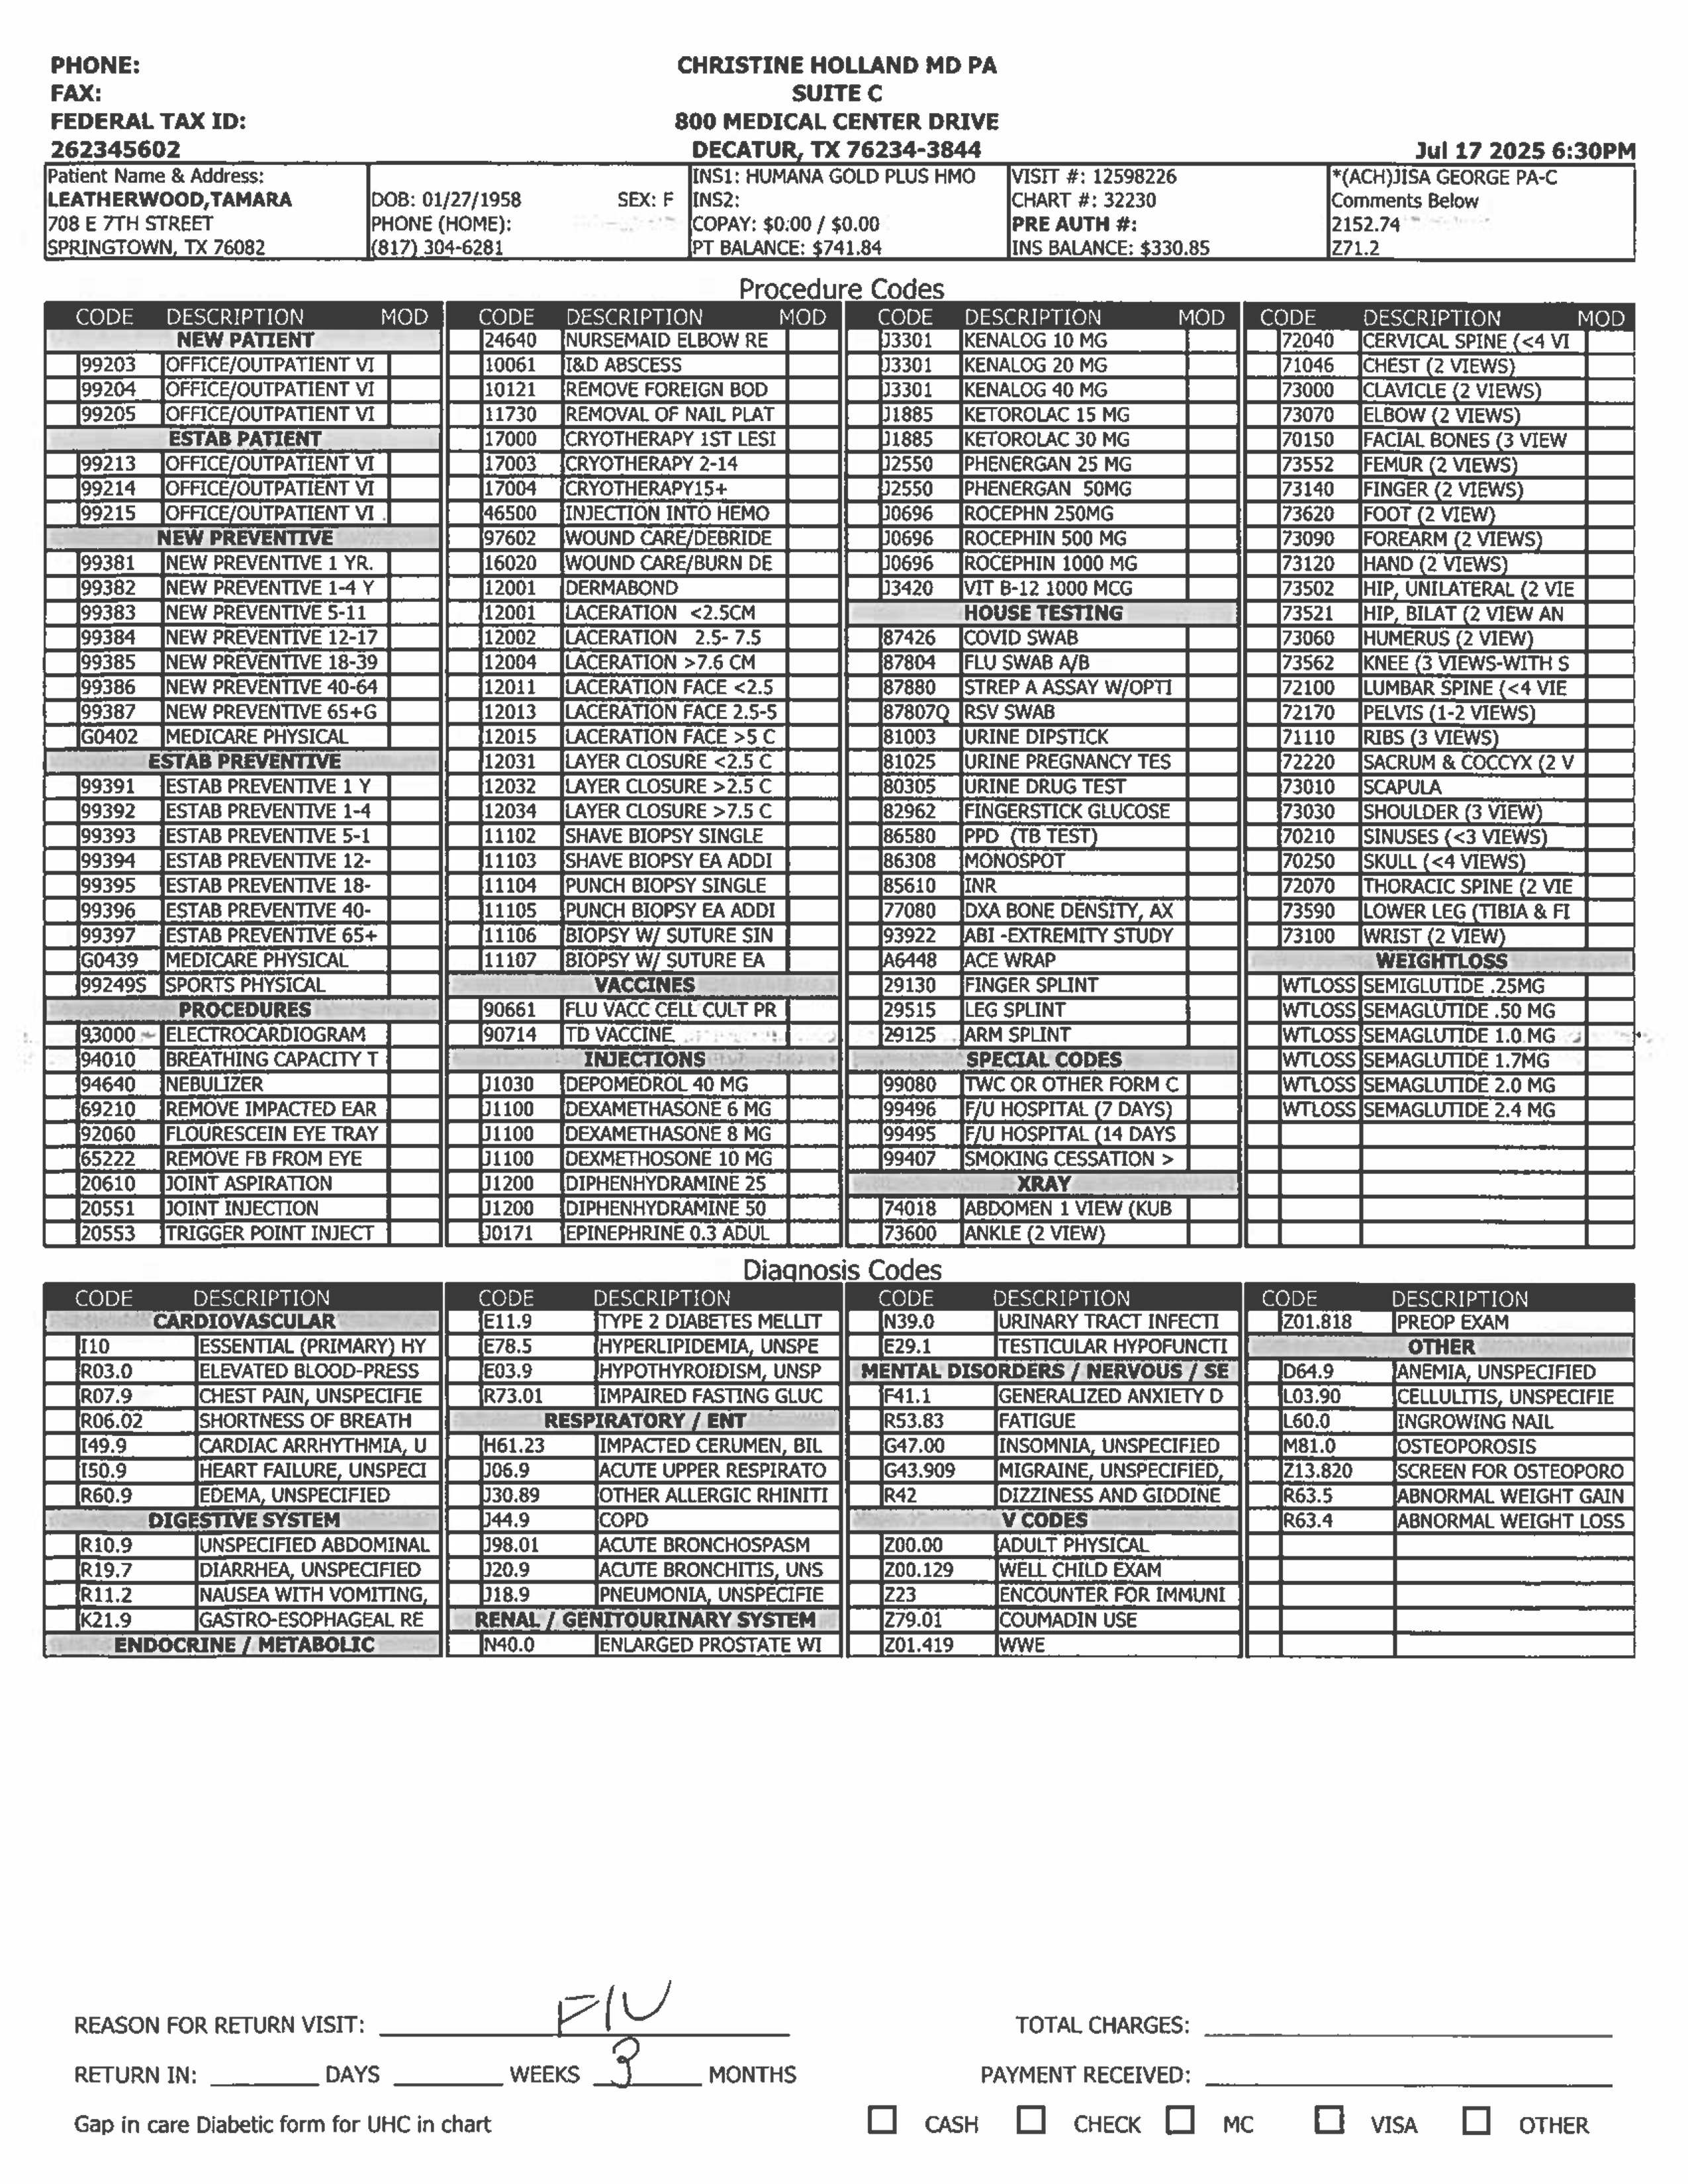 PHONE:
FAX:
FEDERAL TAX ID:
262345602
CHRISTINE HOLLAND MD PA
SUITE C
800 MEDICAL CENTER DRIVE
DECATUR, TX 76234-3844
Jul 17 2025 6:30PM
Patient Name & Address:
LEATHERWOOD,TAMARA
708 E 7TH STREET
SPRINGTOWN, TX 76082
DOB: 01/27/1958 SEX: F
PHONE (HOME):
(817) 304-6281
INS1: HUMANA GOLD PLUS HMO
INS2:
COPAY: $0:00 / $0.00
PT BALANCE: $741.84
VISIT #: 12598226
CHART #: 32230
PRE AUTH #:
INS BALANCE: $330.85
*(ACH)JISA GEORGE PA-C
Comments Below
2152.74
Z71.2
Procedure Codes
CODE DESCRIPTION MOD
NEW PATIENT
99203 OFFICE/OUTPATIENT VI
99204 OFFICE/OUTPATIENT VI
99205 OFFICE/OUTPATIENT VI
ESTAB PATIENT
99213 OFFICE/OUTPATIENT VI
99214 OFFICE/OUTPATIENT VI
99215 OFFICE/OUTPATIENT VI
NEW PREVENTIVE
99381 NEW PREVENTIVE 1 YR.
99382 NEW PREVENTIVE 1-4 Y
99383 NEW PREVENTIVE 5-11
99384 NEW PREVENTIVE 12-17
99385 NEW PREVENTIVE 18-39
99386 NEW PREVENTIVE 40-64
99387 NEW PREVENTIVE 65+G
G0402 MEDICARE PHYSICAL
ESTAB PREVENTIVE
99391 ESTAB PREVENTIVE 1 Y
99392 ESTAB PREVENTIVE 1-4
99393 ESTAB PREVENTIVE 5-1
99394 ESTAB PREVENTIVE 12-
99395 ESTAB PREVENTIVE 18-
99396 ESTAB PREVENTIVE 40-
99397 ESTAB PREVENTIVE 65+
G0439 MEDICARE PHYSICAL
99249S SPORTS PHYSICAL
PROCEDURES
93000 ELECTROCARDIOGRAM
94010 BREATHING CAPACITY T
94640 NEBULIZER
69210 REMOVE IMPACTED EAR
92060 FLOURESCEIN EYE TRAY
65222 REMOVE FB FROM EYE
20610 JOINT ASPIRATION
20551 JOINT INJECTION
20553 TRIGGER POINT INJECT
CODE DESCRIPTION MOD
24640 NURSEMAID ELBOW RE
10061 I&D ABSCESS
10121 REMOVE FOREIGN BOD
11730 REMOVAL OF NAIL PLAT
17000 CRYOTHERAPY 1ST LESI
17003 CRYOTHERAPY 2-14
17004 CRYOTHERAPY15+
46500 INJECTION INTO HEMO
97602 WOUND CARE/DEBRIDE
16020 WOUND CARE/BURN DE
12001 DERMABOND
12001 LACERATION <2.5CM
12002 LACERATION 2.5- 7.5
12004 LACERATION >7.6 CM
12011 LACERATION FACE <2.5
12013 LACERATION FACE 2.5-5
12015 LACERATION FACE >5 C
12031 LAYER CLOSURE <2.5 C
12032 LAYER CLOSURE >2.5 C
12034 LAYER CLOSURE >7.5 C
11102 SHAVE BIOPSY SINGLE
11103 SHAVE BIOPSY EA ADDI
11104 PUNCH BIOPSY SINGLE
11105 PUNCH BIOPSY EA ADDI
11106 BIOPSY W/ SUTURE SIN
11107 BIOPSY W/ SUTURE EA
VACCINES
90661 FLU VACC CELL CULT PR
90714 TD VACCINE
INJECTIONS
J1030 DEPOMEDROL 40 MG
J1100 DEXAMETHASONE 6 MG
J1100 DEXAMETHASONE 8 MG
J1100 DEXMETHOSONE 10 MG
J1200 DIPHENHYDRAMINE 25
J1200 DIPHENHYDRAMINE 50
J0171 EPINEPHRINE 0.3 ADUL
CODE DESCRIPTION MOD
J3301 KENALOG 10 MG
J3301 KENALOG 20 MG
J3301 KENALOG 40 MG
J1885 KETOROLAC 15 MG
J1885 KETOROLAC 30 MG
J2550 PHENERGAN 25 MG
J2550 PHENERGAN 50MG
J0696 ROCEPHN 250MG
J0696 ROCEPHIN 500 MG
J0696 ROCEPHIN 1000 MG
J3420 VIT B-12 1000 MCG
HOUSE TESTING
87426 COVID SWAB
87804 FLU SWAB A/B
87880 STREP A ASSAY W/OPTI
87807Q RSV SWAB
81003 URINE DIPSTICK
81025 URINE PREGNANCY TES
80305 URINE DRUG TEST
82962 FINGERSTICK GLUCOSE
86580 PPD (TB TEST)
86308 MONOSPOT
85610 INR
77080 DXA BONE DENSITY, AX
93922 ABI -EXTREMITY STUDY
A6448 ACE WRAP
29130 FINGER SPLINT
29515 LEG SPLINT
29125 ARM SPLINT
SPECIAL CODES
99080 TWC OR OTHER FORM C
99496 F/U HOSPITAL (7 DAYS)
99495 F/U HOSPITAL (14 DAYS
99407 SMOKING CESSATION >
XRAY
74018 ABDOMEN 1 VIEW (KUB
73600 ANKLE (2 VIEW)
CODE DESCRIPTION MOD
72040 CERVICAL SPINE (<4 VI
71046 CHEST (2 VIEWS)
73000 CLAVICLE (2 VIEWS)
73070 ELBOW (2 VIEWS)
70150 FACIAL BONES (3 VIEW
73552 FEMUR (2 VIEWS)
73140 FINGER (2 VIEWS)
73620 FOOT (2 VIEW)
73090 FOREARM (2 VIEWS)
73120 HAND (2 VIEWS)
73502 HIP, UNILATERAL (2 VIE
73521 HIP, BILAT (2 VIEW AN
73060 HUMERUS (2 VIEW)
73562 KNEE (3 VIEWS-WITH S
72100 LUMBAR SPINE (<4 VIE
72170 PELVIS (1-2 VIEWS)
71110 RIBS (3 VIEWS)
72220 SACRUM & COCCYX (2 V
73010 SCAPULA
73030 SHOULDER (3 VIEW)
70210 SINUSES (<3 VIEWS)
70250 SKULL (<4 VIEWS)
72070 THORACIC SPINE (2 VIE
73590 LOWER LEG (TIBIA & FI
73100 WRIST (2 VIEW)
WEIGHTLOSS
WTLOSS SEMIGLUTIDE .25MG
WTLOSS SEMAGLUTIDE .50 MG
WTLOSS SEMAGLUTIDE 1.0 MG
WTLOSS SEMAGLUTIDE 1.7MG
WTLOSS SEMAGLUTIDE 2.0 MG
WTLOSS SEMAGLUTIDE 2.4 MG
Diagnosis Codes
CODE DESCRIPTION
CARDIOVASCULAR
I10 ESSENTIAL (PRIMARY) HY
R03.0 ELEVATED BLOOD-PRESS
R07.9 CHEST PAIN, UNSPECIFIE
R06.02 SHORTNESS OF BREATH
I49.9 CARDIAC ARRHYTHMIA, U
I50.9 HEART FAILURE, UNSPECI
R60.9 EDEMA, UNSPECIFIED
DIGESTIVE SYSTEM
R10.9 UNSPECIFIED ABDOMINAL
R19.7 DIARRHEA, UNSPECIFIED
R11.2 NAUSEA WITH VOMITING,
K21.9 GASTRO-ESOPHAGEAL RE
ENDOCRINE / METABOLIC
CODE DESCRIPTION
E11.9 TYPE 2 DIABETES MELLIT
E78.5 HYPERLIPIDEMIA, UNSPE
E03.9 HYPOTHYROIDISM, UNSP
R73.01 IMPAIRED FASTING GLUC
RESPIRATORY / ENT
H61.23 IMPACTED CERUMEN, BIL
J06.9 ACUTE UPPER RESPIRATO
J30.89 OTHER ALLERGIC RHINITI
J44.9 COPD
J98.01 ACUTE BRONCHOSPASM
J20.9 ACUTE BRONCHITIS, UNS
J18.9 PNEUMONIA, UNSPECIFIE
RENAL / GENITOURINARY SYSTEM
N40.0 ENLARGED PROSTATE WI
CODE DESCRIPTION
N39.0 URINARY TRACT INFECTI
E29.1 TESTICULAR HYPOFUNCTI
MENTAL DISORDERS / NERVOUS / SE
F41.1 GENERALIZED ANXIETY D
R53.83 FATIGUE
G47.00 INSOMNIA, UNSPECIFIED
G43.909 MIGRAINE, UNSPECIFIED,
R42 DIZZINESS AND GIDDINE
V CODES
Z00.00 ADULT PHYSICAL
Z00.129 WELL CHILD EXAM
Z23 ENCOUNTER FOR IMMUNI
Z79.01 COUMADIN USE
Z01.419 WWE
CODE DESCRIPTION
Z01.818 PREOP EXAM
OTHER
D64.9 ANEMIA, UNSPECIFIED
L03.90 CELLULITIS, UNSPECIFIE
L60.0 INGROWING NAIL
M81.0 OSTEOPOROSIS
Z13.820 SCREEN FOR OSTEOPORO
R63.5 ABNORMAL WEIGHT GAIN
R63.4 ABNORMAL WEIGHT LOSS
REASON FOR RETURN VISIT: F/U
RETURN IN: DAYS WEEKS 3 MONTHS
Gap in care Diabetic form for UHC in chart
TOTAL CHARGES:
PAYMENT RECEIVED:
CASH CHECK MC VISA OTHER